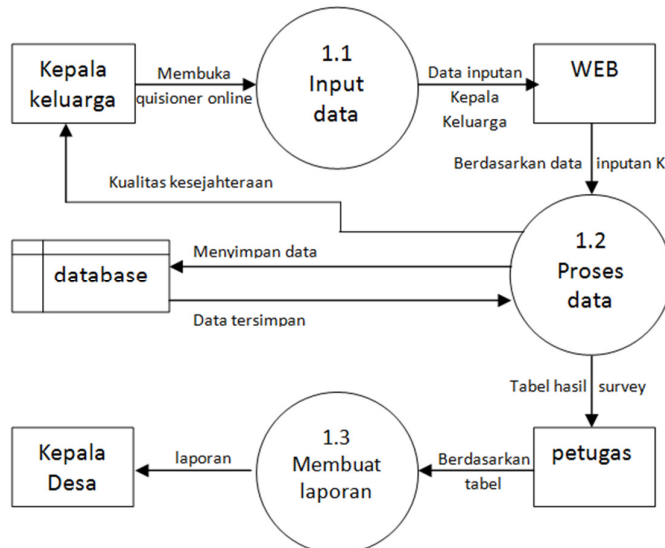 Kepala
keluarga
Membuka
quisioner online
1.1
Input
data
Data inputan
Kepala
Keluarga
WEB
Berdasarkan data inputan K
Kualitas kesejahteraan
1.2
Proses
data
database
Menyimpan data
Data tersimpan
Tabel hasil survey
Kepala
Desa
laporan
1.3
Membuat
laporan
Berdasarkan
tabel
petugas